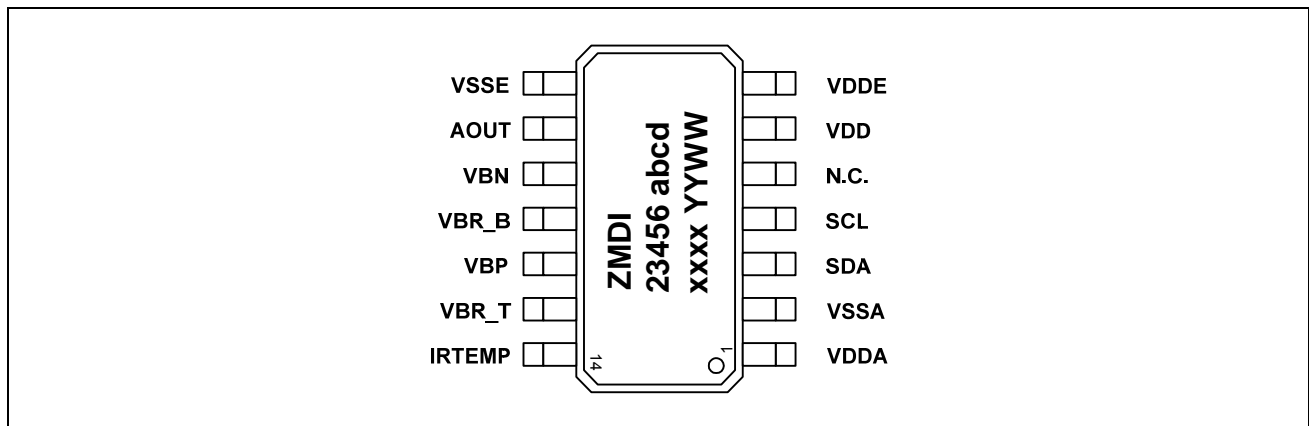 VSSE
AOUT
VBN
VBR_B
VBP
VBR_T
IRTEMP
ZMDI
23456 abcd
xxxx YYWW
14
1
VDDE
VDD
N.C.
SCL
SDA
VSSA
VDDA